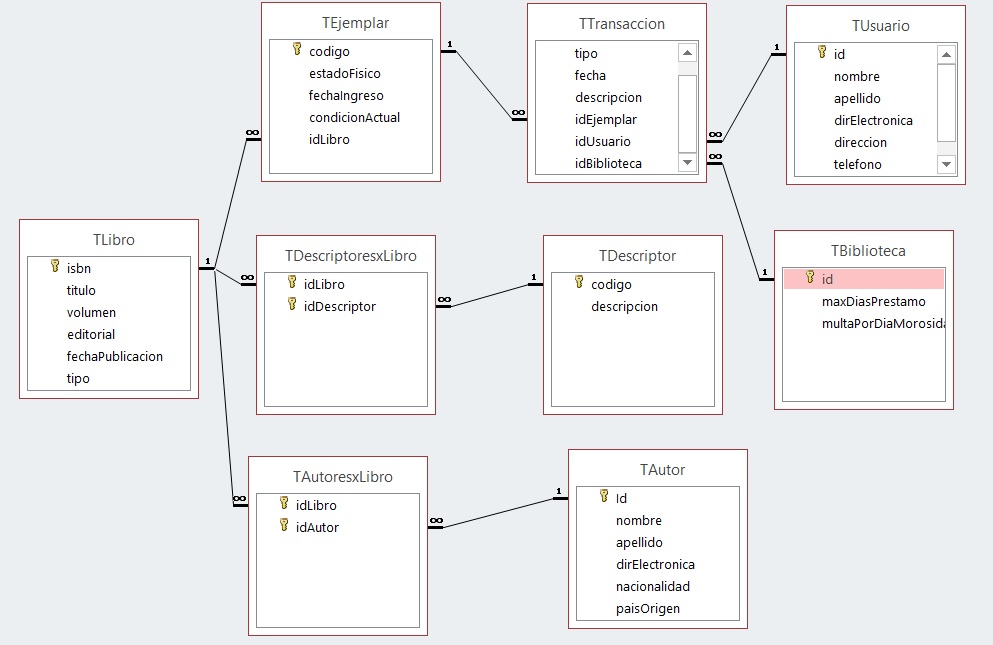 TEjemplar
codigo
estadoFisico
fechaIngreso
condicionActual
idLibro
TTransaccion
tipo
fecha
descripcion
idEjemplar
idUsuario
idBiblioteca
TUsuario
id
nombre
apellido
dirElectronica
direccion
telefono
TLibro
isbn
titulo
volumen
editorial
fechaPublicacion
tipo
TDescriptoresxLibro
idLibro
idDescriptor
TDescriptor
codigo
descripcion
TBiblioteca
id
maxDiasPrestamo
multaPorDiaMorosida
TAutoresxLibro
idLibro
idAutor
TAutor
Id
nombre
apellido
dirElectronica
nacionalidad
paisOrigen
1
∞
1
∞
∞
1
∞
1
∞
∞
1
∞
∞
1